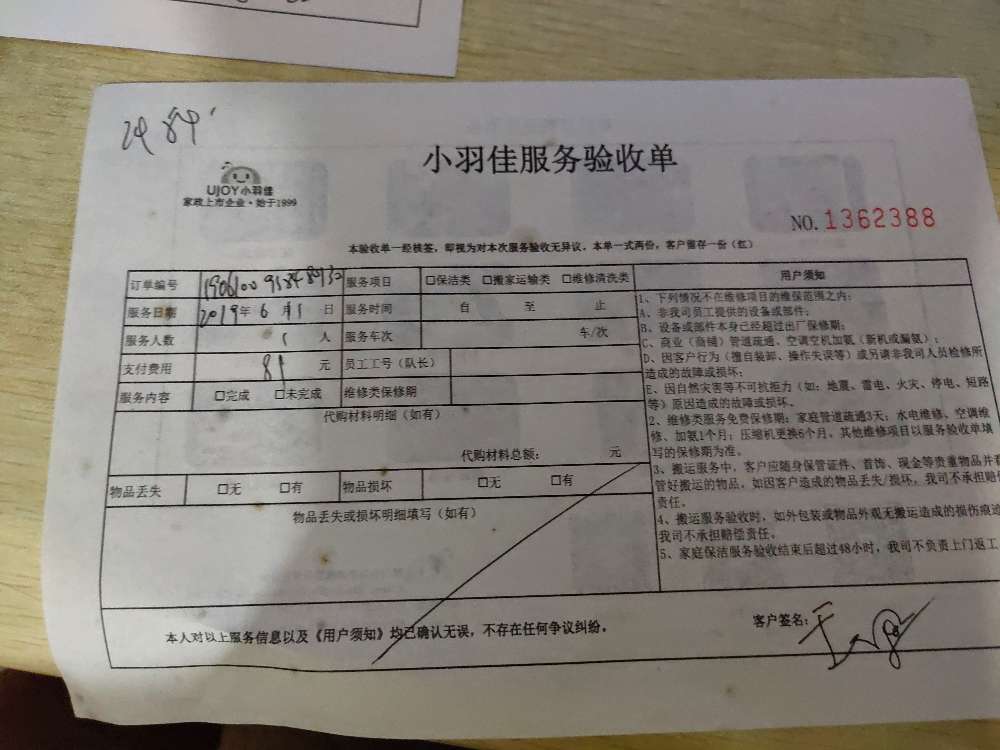 小羽佳服务验收单
UJOY小羽佳
家政上市企业·始于1999
NO. 1362388
本验收单一经核签，即视为对本次服务验收无异议，本单一式两份，客户留存一份（红）
订单编号 服务项目 □保洁类 □搬家运输类 □维修清洗类
服务日期 2019年 6 月 1 日 服务时间 自 至 止
服务人数 1 人 服务车次 车/次
支付费用 元 员工工号（队长）
服务内容 □完成 □未完成 维修类保修期
代购材料明细（如有）
代购材料总额： 元
物品丢失 □无 □有 物品损坏 □无 □有
物品丢失或损坏明细填写（如有）
用户须知
1、下列情况不在维修项目的维保范围之内：
A、非我司员工提供的设备或部件；
B、设备或部件本身已经超过出厂保修期；
C、商业（商铺）管道疏通、空调空机加氨（新机或漏氨）；
D、因客户行为（擅自装卸、操作失误等）或另请非我司人员检修所
造成的故障或损坏；
E、因自然灾害等不可抗拒力（如：地震、雷电、火灾、停电、短路
等）原因造成的故障或损坏。
2、维修类服务免费保修期：家庭管道疏通3天；水电维修、空调维
修、加氨1个月；压缩机更换6个月。其他维修项目以服务验收单填
写的保修期为准。
3、搬运服务中，客户应随身保管证件、首饰、现金等贵重物品并看
管好搬运的物品，如因客户造成的物品丢失/损坏，我司不承担赔偿
责任。
4、搬运服务验收时，如外包装或物品外观无搬运造成的损伤痕迹
我司不承担赔偿责任。
5、家庭保洁服务验收结束后超过48小时，我司不负责上门返工
本人对以上服务信息以及《用户须知》均已确认无误，不存在任何争议纠纷。
客户签名：